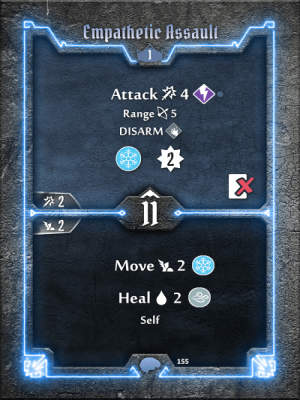 Empathetic Assault
1
Attack 4
Range 5
DISARM
2
2
11
2
Move 2
Heal 2
Self
155